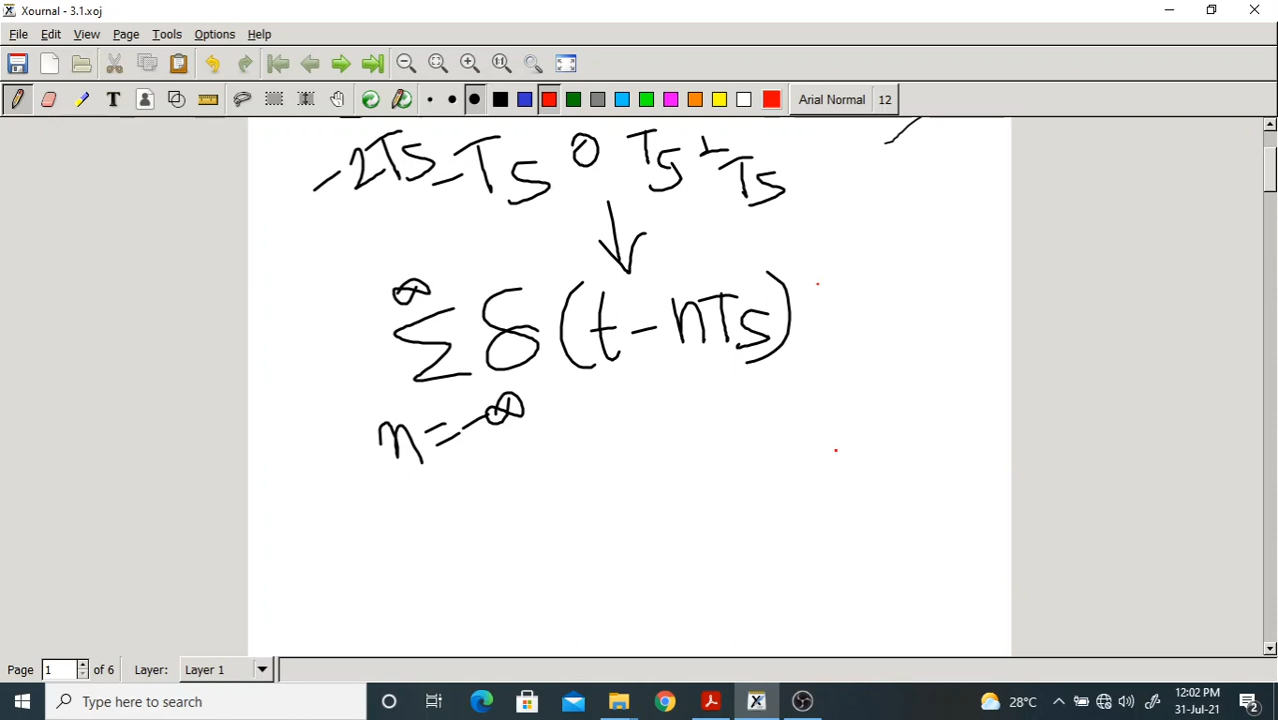 Xournal - 3.1.xoj
File Edit View Page Tools Options Help
Arial Normal 12
-2Ts -Ts 0 Ts 2Ts
∞
Σ δ(t-nTs)
n=-∞
Page 1 of 6 Layer: Layer 1
Type here to search
28°C
12:02 PM
31-Jul-21
2